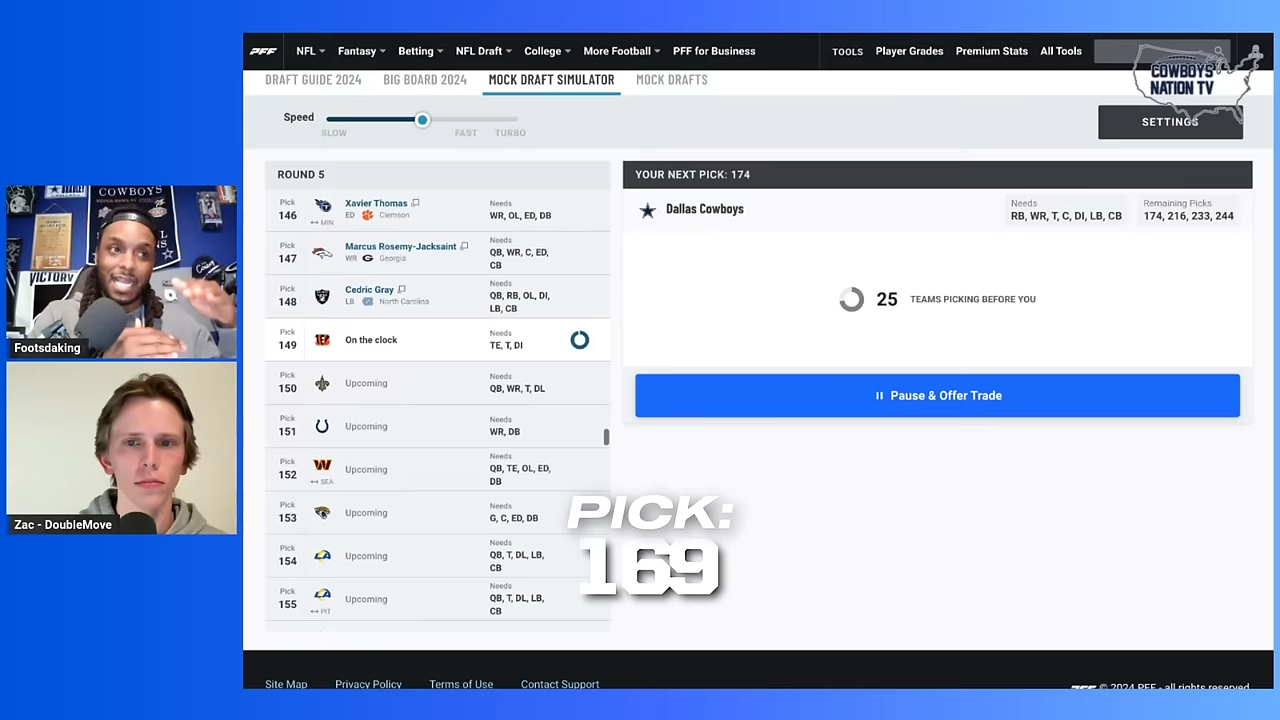 PFF NFL Fantasy Betting NFL Draft College More Football PFF for Business TOOLS Player Grades Premium Stats All Tools
COWBOYS
NATION TV
DRAFT GUIDE 2024 BIG BOARD 2024 MOCK DRAFT SIMULATOR MOCK DRAFTS
Speed
SLOW FAST TURBO
SETTINGS
ROUND 5
Pick
146
↔ MIN
Xavier Thomas
ED Clemson
Needs
WR, OL, ED, DB
Pick
147
Marcus Rosemy-Jacksaint
WR Georgia
Needs
QB, WR, C, ED,
CB
Pick
148
Cedric Gray
LB North Carolina
Needs
QB, RB, OL, DI,
LB, CB
Pick
149
On the clock
Needs
TE, T, DI
Pick
150
Upcoming
Needs
QB, WR, T, DL
Pick
151
Upcoming
Needs
WR, DB
Pick
152
↔ SEA
Upcoming
Needs
QB, TE, OL, ED,
DB
Pick
153
Upcoming
Needs
G, C, ED, DB
Pick
154
Upcoming
Needs
QB, T, DL, LB,
CB
Pick
155
↔ PIT
Upcoming
Needs
QB, T, DL, LB,
CB
YOUR NEXT PICK: 174
Dallas Cowboys
Needs
RB, WR, T, C, DI, LB, CB
Remaining Picks
174, 216, 233, 244
25 TEAMS PICKING BEFORE YOU
Pause & Offer Trade
PICK:
169
COWBOYS
VICTORY
Footsdaking
Zac - DoubleMove
Site Map Privacy Policy Terms of Use Contact Support
PFF © 2024 PFF - all rights reserved